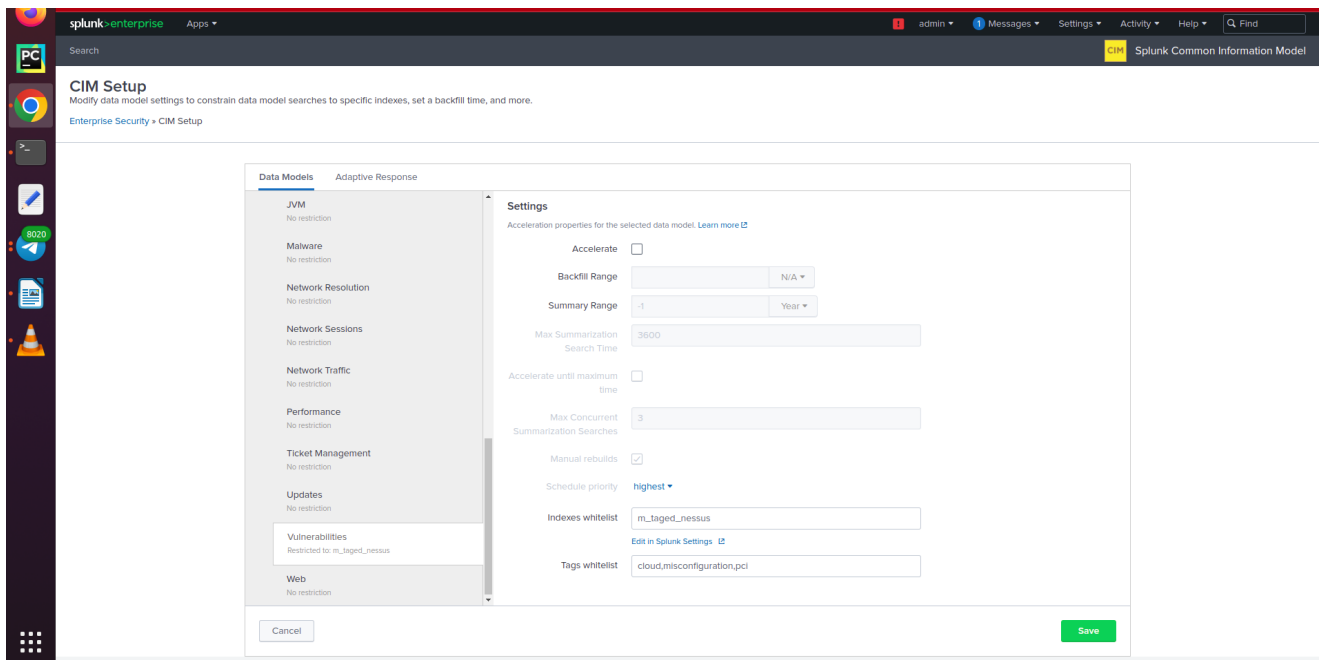 splunk>enterprise Apps
! admin 1 Messages Settings Activity Help Find
PC
Search
CIM Splunk Common Information Model
CIM Setup
Modify data model settings to constrain data model searches to specific indexes, set a backfill time, and more.
Enterprise Security » CIM Setup
>_
8020
Data Models Adaptive Response
JVM
No restriction
Malware
No restriction
Network Resolution
No restriction
Network Sessions
No restriction
Network Traffic
No restriction
Performance
No restriction
Ticket Management
No restriction
Updates
No restriction
Vulnerabilities
Restricted to: m_taged_nessus
Web
No restriction
Settings
Acceleration properties for the selected data model. Learn more
Accelerate
Backfill Range N/A
Summary Range -1 Year
Max Summarization 3600
Search Time
Accelerate until maximum
time
Max Concurrent 3
Summarization Searches
Manual rebuilds
Schedule priority highest
Indexes whitelist m_taged_nessus
Edit in Splunk Settings
Tags whitelist cloud,misconfiguration,pci
Cancel Save